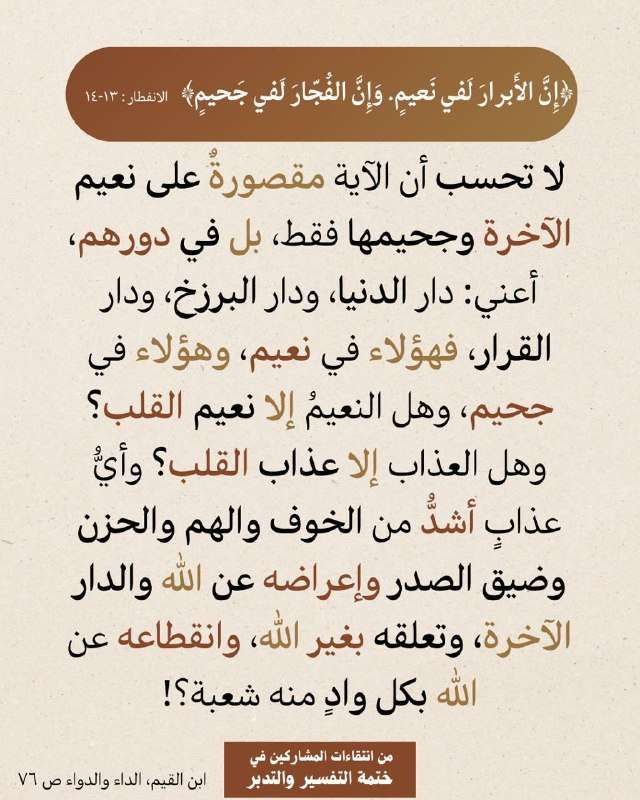 ﴿إِنَّ الأَبرارَ لَفي نَعيمٍ. وَإِنَّ الفُجّارَ لَفي جَحيمٍ﴾ الانفطار: ١٣-١٤
لا تحسب أن الآية مقصورةٌ على نعيم
الآخرة وجحيمها فقط، بل في دورهم،
أعني: دار الدنيا، ودار البرزخ، ودار
القرار، فهؤلاء في نعيم، وهؤلاء في
جحيم، وهل النعيمُ إلا نعيم القلب؟
وهل العذاب إلا عذاب القلب؟ وأيُّ
عذابٍ أشدُّ من الخوف والهم والحزن
وضيق الصدر وإعراضه عن الله والدار
الآخرة، وتعلقه بغير الله، وانقطاعه عن
الله بكل وادٍ منه شعبة؟!
من انتقاءات المشاركين في
ختمة التفسير والتدبر
ابن القيم، الداء والدواء ص ٧٦